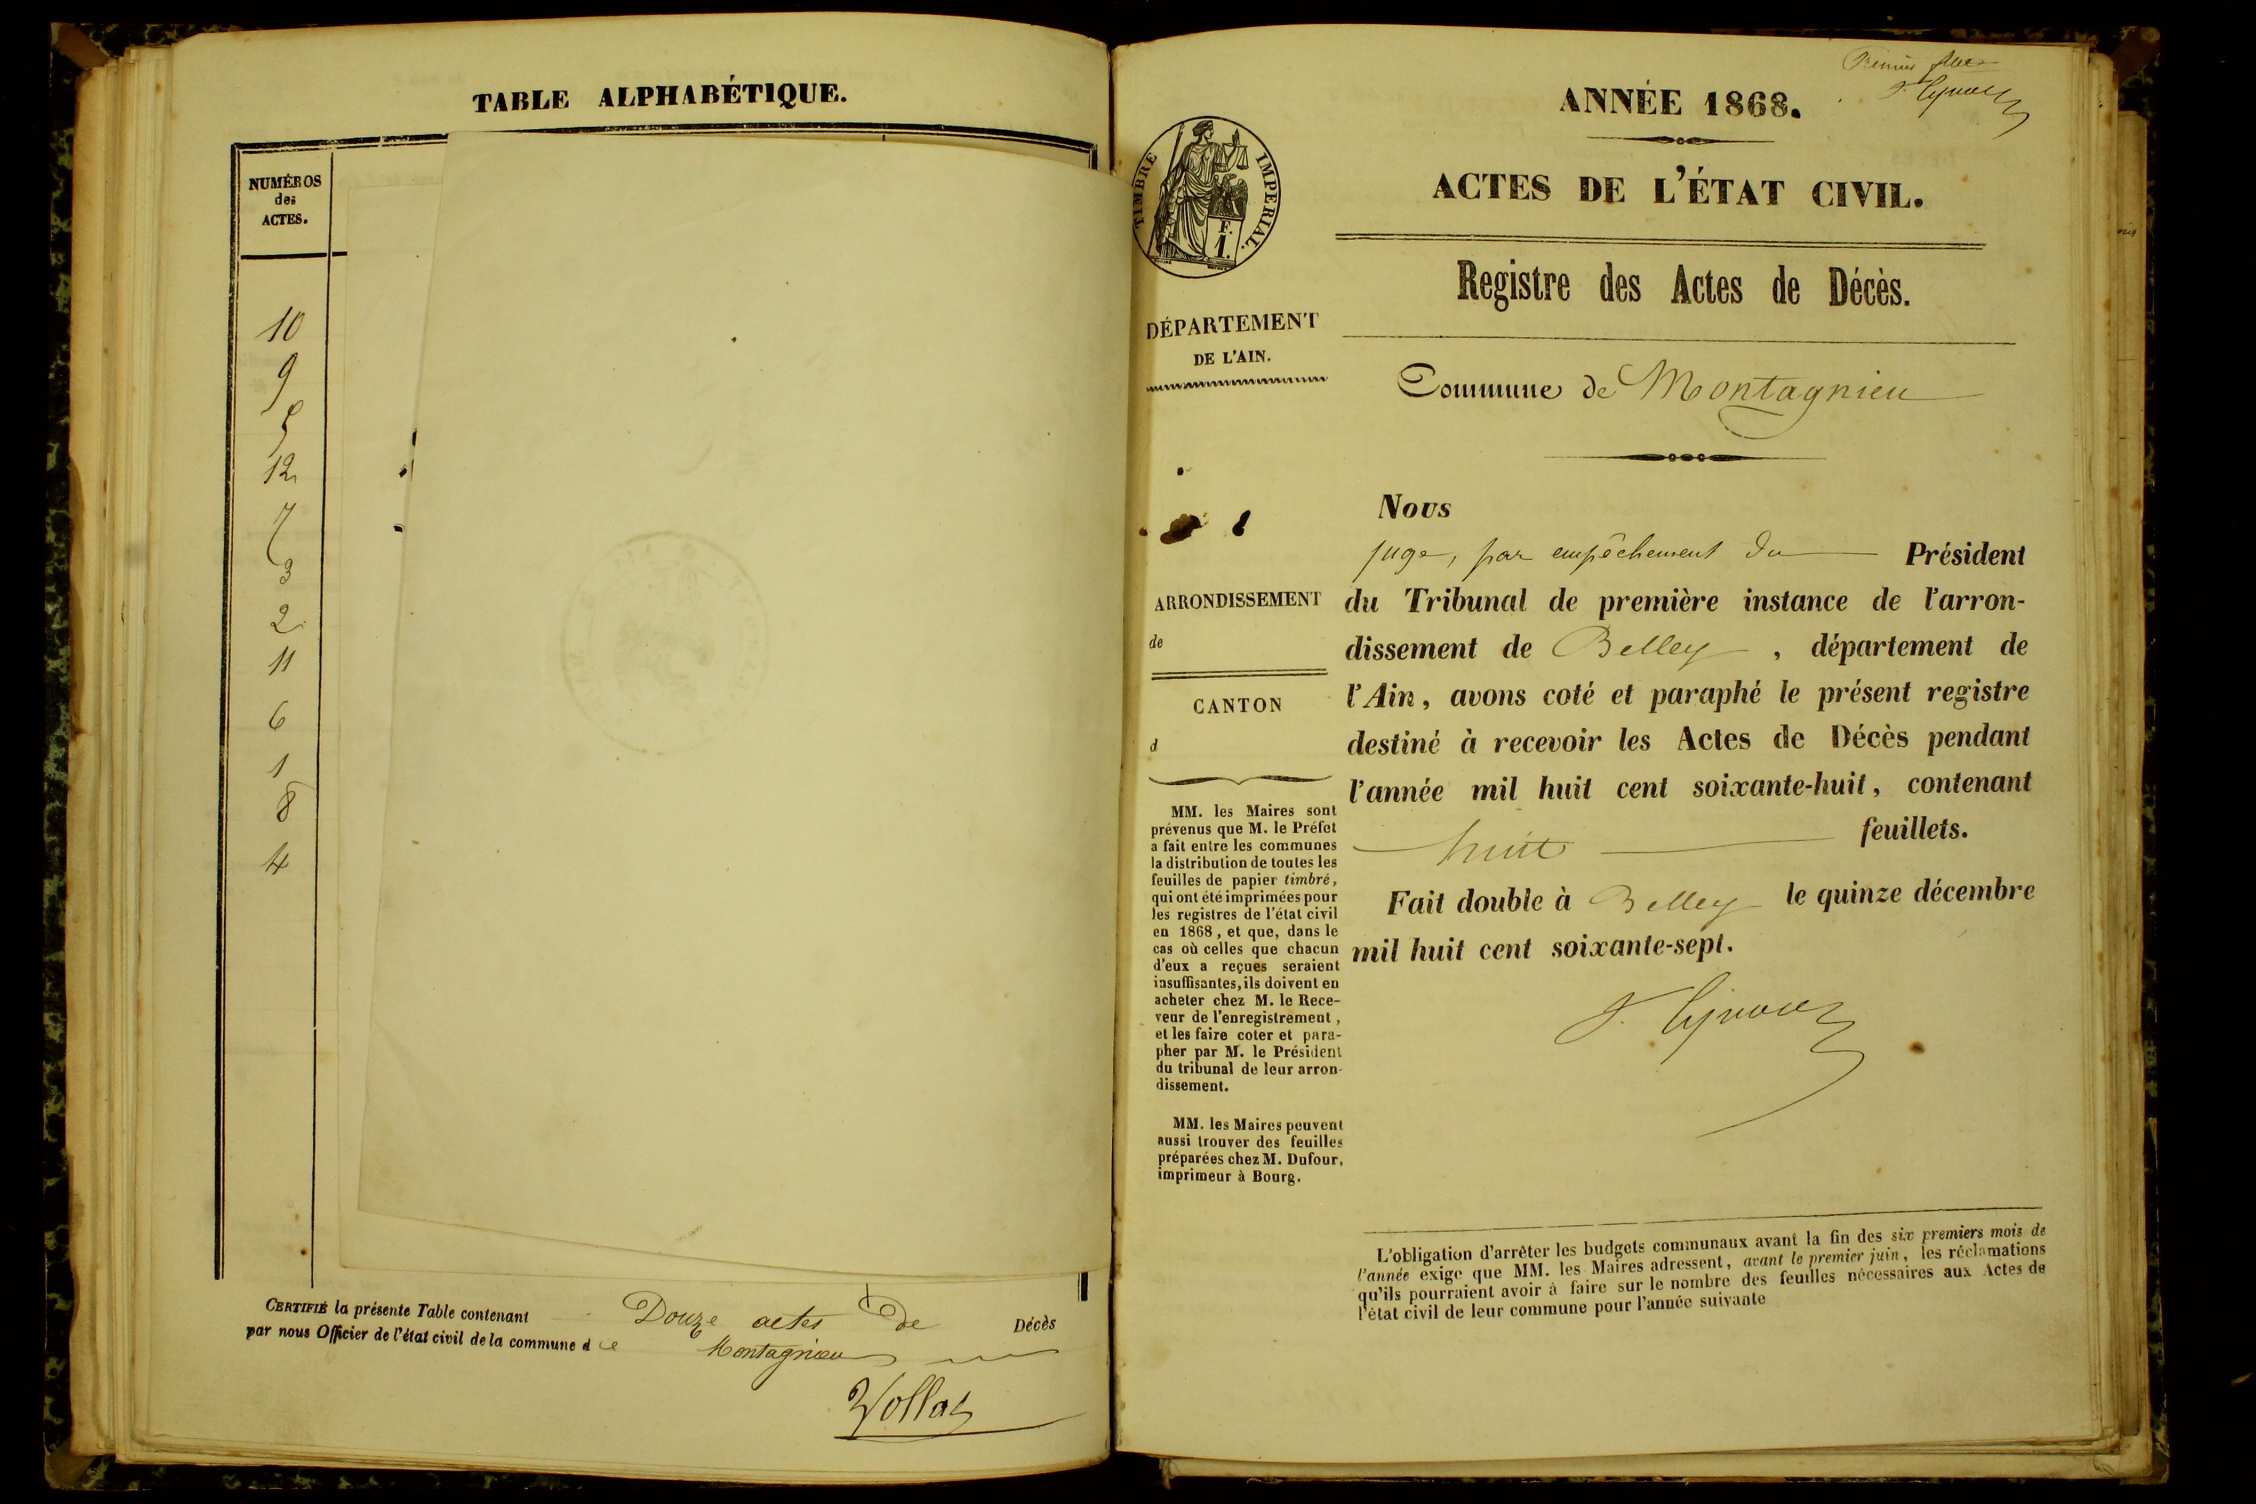 TABLE ALPHABÉTIQUE.
NUMÉROS
des
ACTES.
10
9
5
12
7
3
2
11
6
1
8
4
CERTIFIÉ la présente Table contenant Douze actes De Décès
par nous Officier de l'état civil de la commune de Montagnieu
ANNÉE 1868.
ACTES DE L'ÉTAT CIVIL.
TIMBRE IMPÉRIAL.
F.
1.
Registre des Actes de Décès.
DÉPARTEMENT
DE L'AIN.
Commune de Montagnieu
ARRONDISSEMENT
de
CANTON
d
MM. les Maires sont
prévenus que M. le Préfet
a fait entre les communes
la distribution de toutes les
feuilles de papier timbré,
qui ont été imprimées pour
les registres de l'état civil
en 1868, et que, dans le
cas où celles que chacun
d'eux a reçues seraient
insuffisantes, ils doivent en
acheter chez M. le Rece-
veur de l'enregistrement,
et les faire coter et para-
pher par M. le Président
du tribunal de leur arron-
dissement.
MM. les Maires peuvent
aussi trouver des feuilles
préparées chez M. Dufour,
imprimeur à Bourg.
Nous
juge, par empêchement du Président
du Tribunal de première instance de l'arron-
dissement de Belley, département de
l'Ain, avons coté et paraphé le présent registre
destiné à recevoir les Actes de Décès pendant
l'année mil huit cent soixante-huit, contenant
huit feuillets.
Fait double à Belley le quinze décembre
mil huit cent soixante-sept.
L'obligation d'arrêter les budgets communaux avant la fin des six premiers mois de
l'année exige que MM. les Maires adressent, avant le premier juin, les réclamations
qu'ils pourraient avoir à faire sur le nombre des feuilles nécessaires aux Actes de
l'état civil de leur commune pour l'année suivante